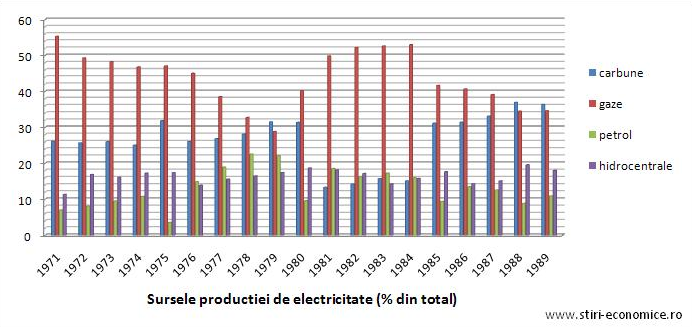 60
50
40
30
20
10
0
carbune
gaze
petrol
hidrocentrale
1971 1972 1973 1974 1975 1976 1977 1978 1979 1980 1981 1982 1983 1984 1985 1986 1987 1988 1989
Sursele productiei de electricitate (% din total)
www.stiri-economice.ro